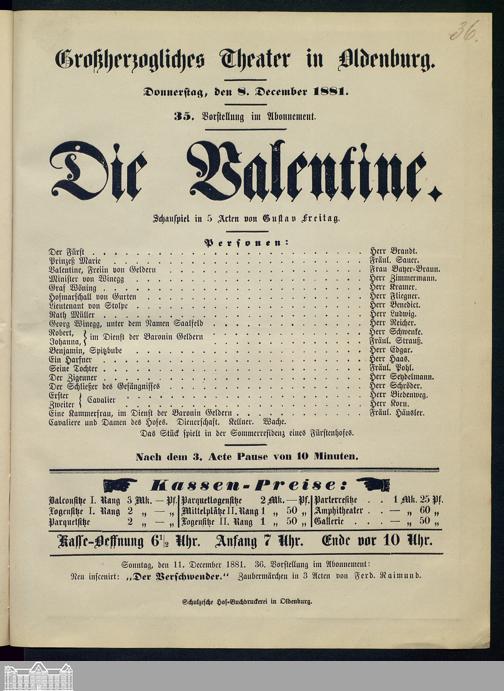 36.
Großherzogliches Theater in Oldenburg.
Donnerstag, den 8. December 1881.
35. Vorstellung im Abonnement.
Die Valentine.
Schauspiel in 5 Acten von Gustav Freitag.
Personen:
Der Fürst . . . Herr Brandt.
Prinzeß Marie . . . Fräul. Sauer.
Valentine, Freiin von Geldern . . . Frau Bayer-Braun.
Minister von Winegg . . . Herr Zimmermann.
Graf Wöning . . . Herr Kramer.
Hofmarschall von Gurten . . . Herr Fliegner.
Lieutenant von Stolpe . . . Herr Benedict.
Rath Müller . . . Herr Ludwig.
Georg Winegg, unter dem Namen Saalfeld . . . Herr Reicher.
Robert, } im Dienst der Baronin Geldern . . . Herr Schwenke.
Johanna, } . . . Fräul. Strauß.
Benjamin, Spitzbube . . . Herr Edgar.
Ein Harfner . . . Herr Haas.
Seine Tochter . . . Fräul. Pohl.
Der Zigeuner . . . Herr Seydelmann.
Der Schließer des Gefängnisses . . . Herr Schröder.
Erster } Cavalier . . . Herr Biedenweg.
Zweiter } . . . Herr Korn.
Eine Kammerfrau, im Dienst der Baronin Geldern . . . Fräul. Häusler.
Cavaliere und Damen des Hofes. Dienerschaft. Kellner. Wache.
Das Stück spielt in der Sommerresidenz eines Fürstenhofes.
Nach dem 3. Acte Pause von 10 Minuten.
Kassen-Preise:
Balconsitze I. Rang 3 Mk. — Pf. Parquetlogensitze 2 Mk. — Pf. Parterresitze . . 1 Mk. 25 Pf.
Logensitze I. Rang 2 „ — „ Mittelplätze II. Rang 1 „ 50 „ Amphitheater . . — „ 60 „
Parquetsitze 2 „ — „ Logensitze II. Rang 1 „ 50 „ Gallerie . . — „ 50 „
Kasse-Oeffnung 6 1/2 Uhr. Anfang 7 Uhr. Ende vor 10 Uhr.
Sonntag, den 11. December 1881. 36. Vorstellung im Abonnement:
Neu inscenirt: „Der Verschwender.“ Zaubermärchen in 3 Acten von Ferd. Raimund.
Schulzesche Hof-Buchdruckerei in Oldenburg.